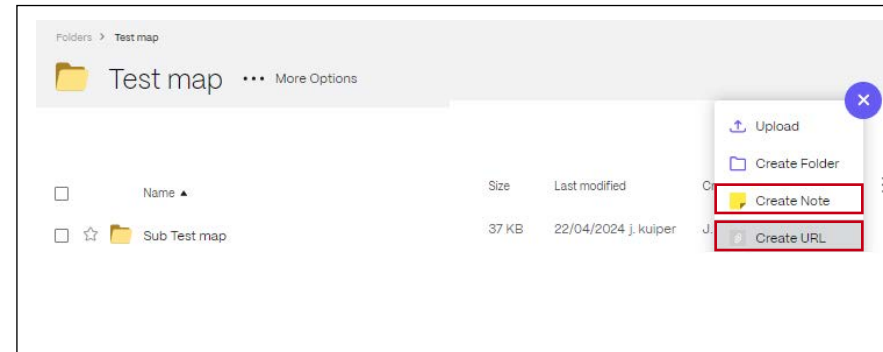 Folders > Test map
Test map ••• More Options
Upload
Create Folder
Name ▲ Size Last modified
Create Note
Sub Test map 37 KB 22/04/2024 j. kuiper J.
Create URL